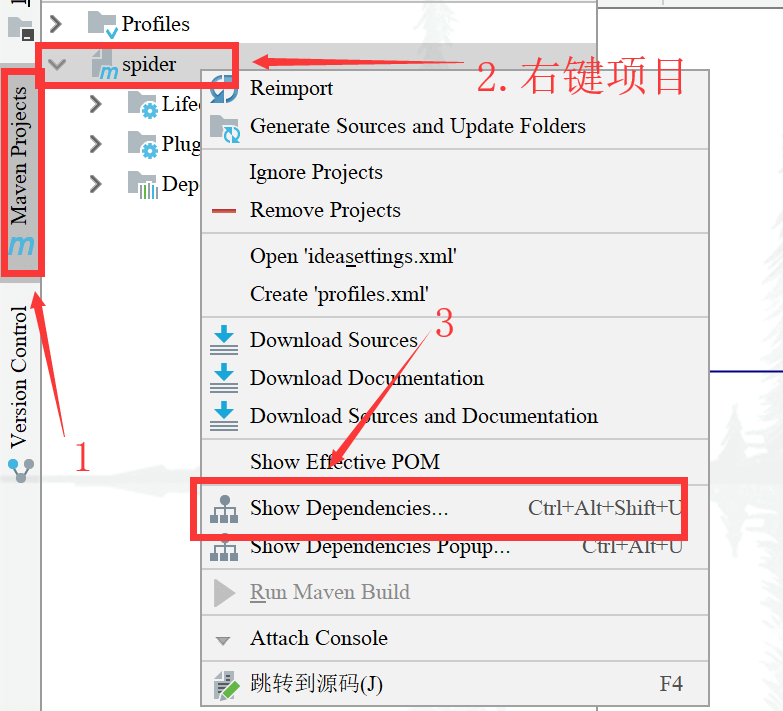 Profiles
spider
2. 右键项目
Lifec
Plug
Dep
Maven Projects
Version Control
1
Reimport
Generate Sources and Update Folders
Ignore Projects
Remove Projects
Open 'ideasettings.xml'
Create 'profiles.xml'
3
Download Sources
Download Documentation
Download Sources and Documentation
Show Effective POM
Show Dependencies... Ctrl+Alt+Shift+U
Show Dependencies Popup... Ctrl+Alt+U
Run Maven Build
Attach Console
跳转到源码(J) F4